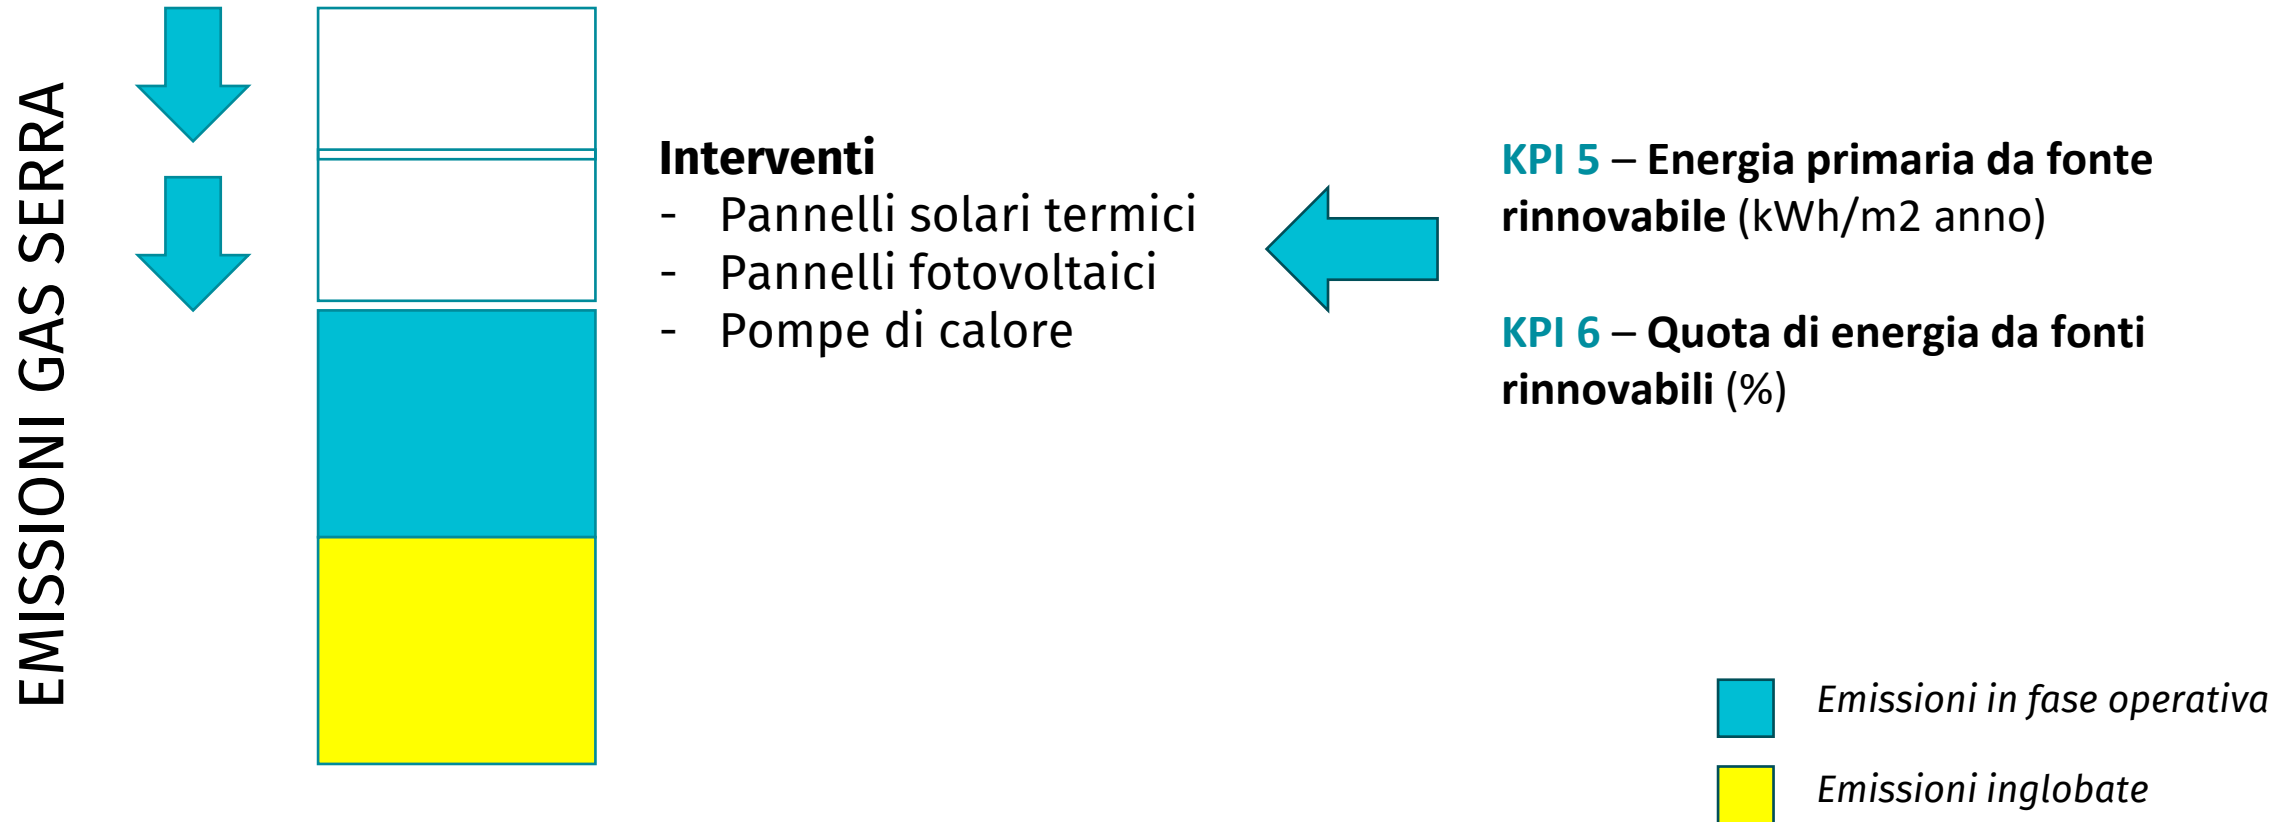 EMISSIONI GAS SERRA
Interventi
- Pannelli solari termici
- Pannelli fotovoltaici
- Pompe di calore
KPI 5 – Energia primaria da fonte
rinnovabile (kWh/m2 anno)
KPI 6 – Quota di energia da fonti
rinnovabili (%)
Emissioni in fase operativa
Emissioni inglobate